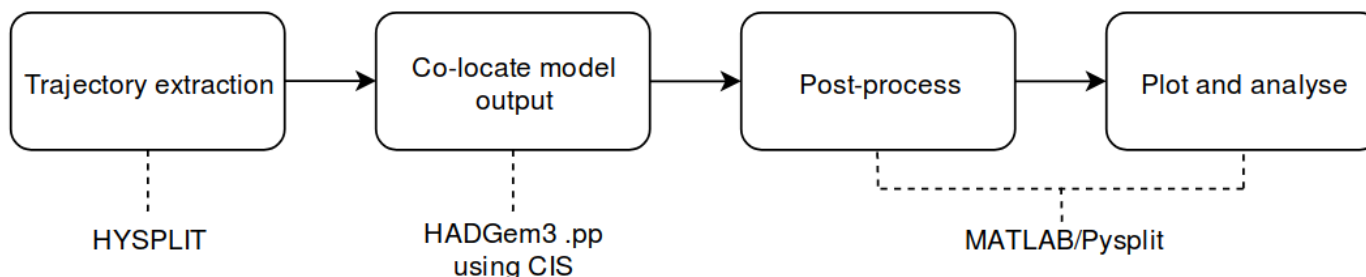 Trajectory extraction
Co-locate model
output
Post-process
Plot and analyse
HYSPLIT
HADGem3 .pp
using CIS
MATLAB/Pysplit